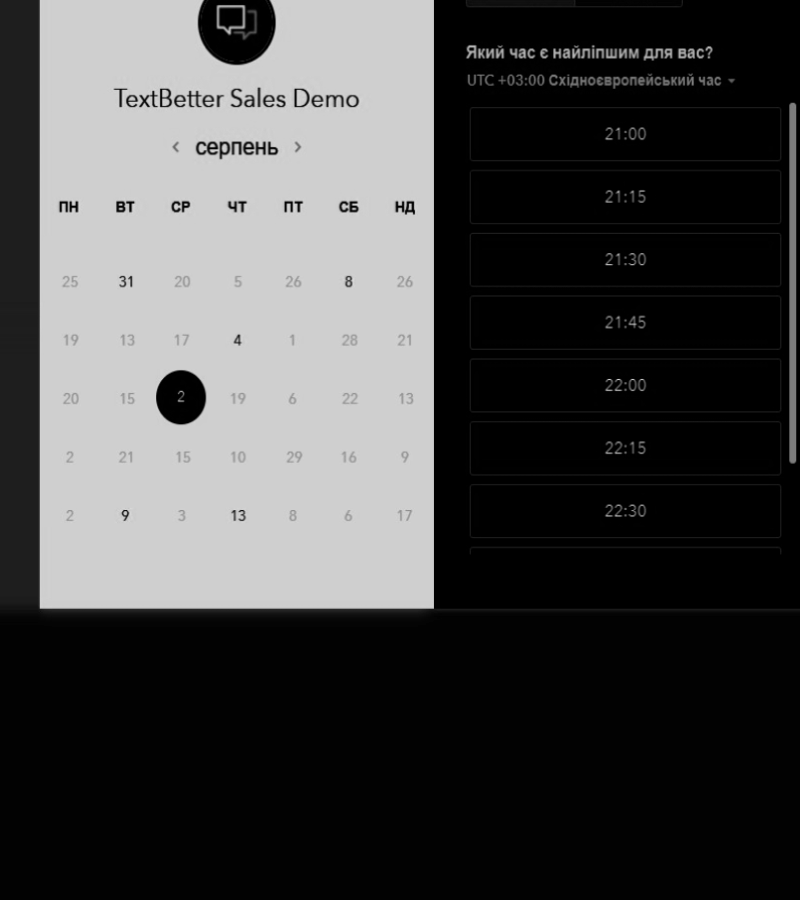 TextBetter Sales Demo
серпень
ПН ВТ СР ЧТ ПТ СБ НД
25 31 20 5 26 8 26
19 13 17 4 1 28 21
20 15 2 19 6 22 13
2 21 15 10 29 16 9
2 9 3 13 8 6 17
Який час є найліпшим для вас?
UTC +03:00 Східноєвропейський час
21:00
21:15
21:30
21:45
22:00
22:15
22:30